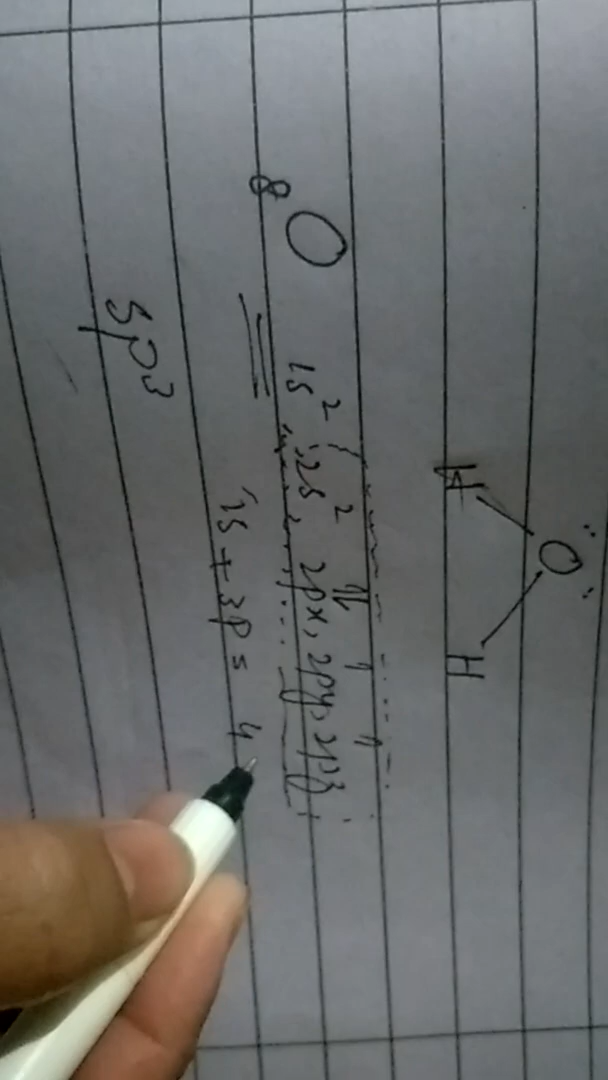 :O:
H H
₈O 1s² 2s² 2px, 2py, 2pz
1s + 3p = 4
sp3